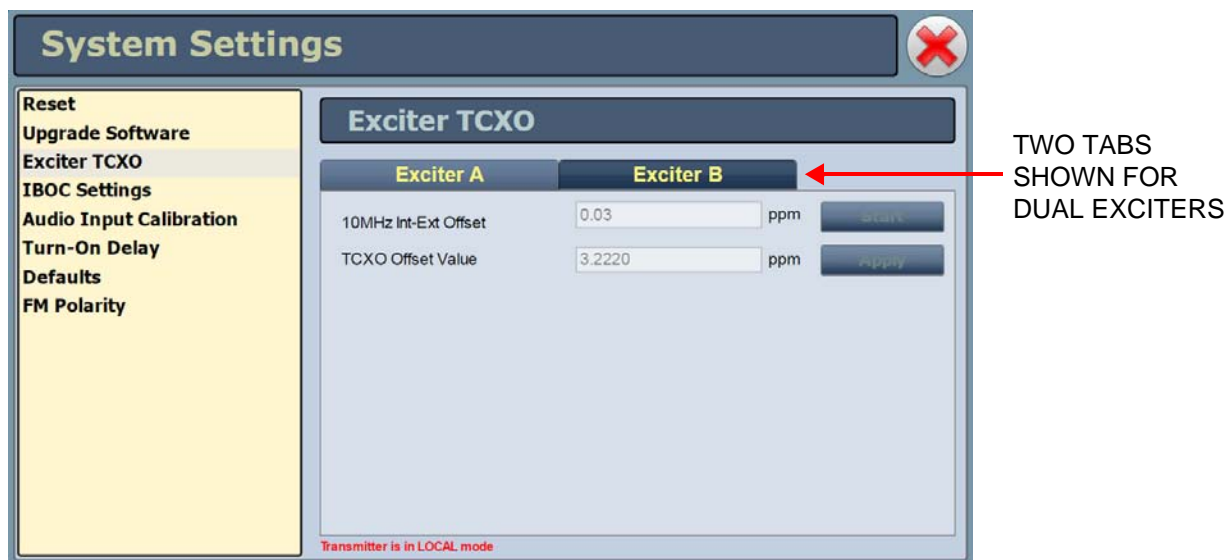 System Settings
Reset
Upgrade Software
Exciter TCXO
IBOC Settings
Audio Input Calibration
Turn-On Delay
Defaults
FM Polarity
Exciter TCXO
Exciter A
Exciter B
10MHz Int-Ext Offset
0.03
ppm
Start
TCXO Offset Value
3.2220
ppm
Apply
Transmitter is in LOCAL mode
TWO TABS
SHOWN FOR
DUAL EXCITERS